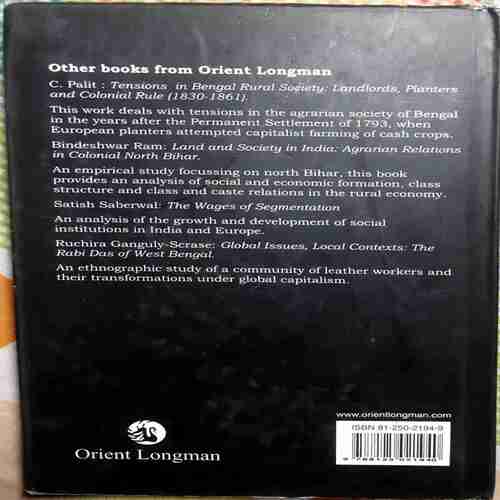 Other books from Orient Longman
C. Palit : Tensions in Bengal Rural Society: Landlords, Planters
and Colonial Rule (1830-1861).
This work deals with tensions in the agrarian society of Bengal
in the years after the Permanent Settlement of 1793, when
European planters attempted capitalist farming of cash crops.
Bindeshwar Ram: Land and Society in India: Agrarian Relations
in Colonial North Bihar.
An empirical study focussing on north Bihar, this book
provides an analysis of social and economic formation, class
structure and class and caste relations in the rural economy.
Satish Saberwal: The Wages of Segmentation
An analysis of the growth and development of social
institutions in India and Europe.
Ruchira Ganguly-Scrase: Global Issues, Local Contexts: The
Rabi Das of West Bengal.
An ethnographic study of a community of leather workers and
their transformations under global capitalism.
www.orientlongman.com
ISBN 81-250-2194-9
Orient Longman